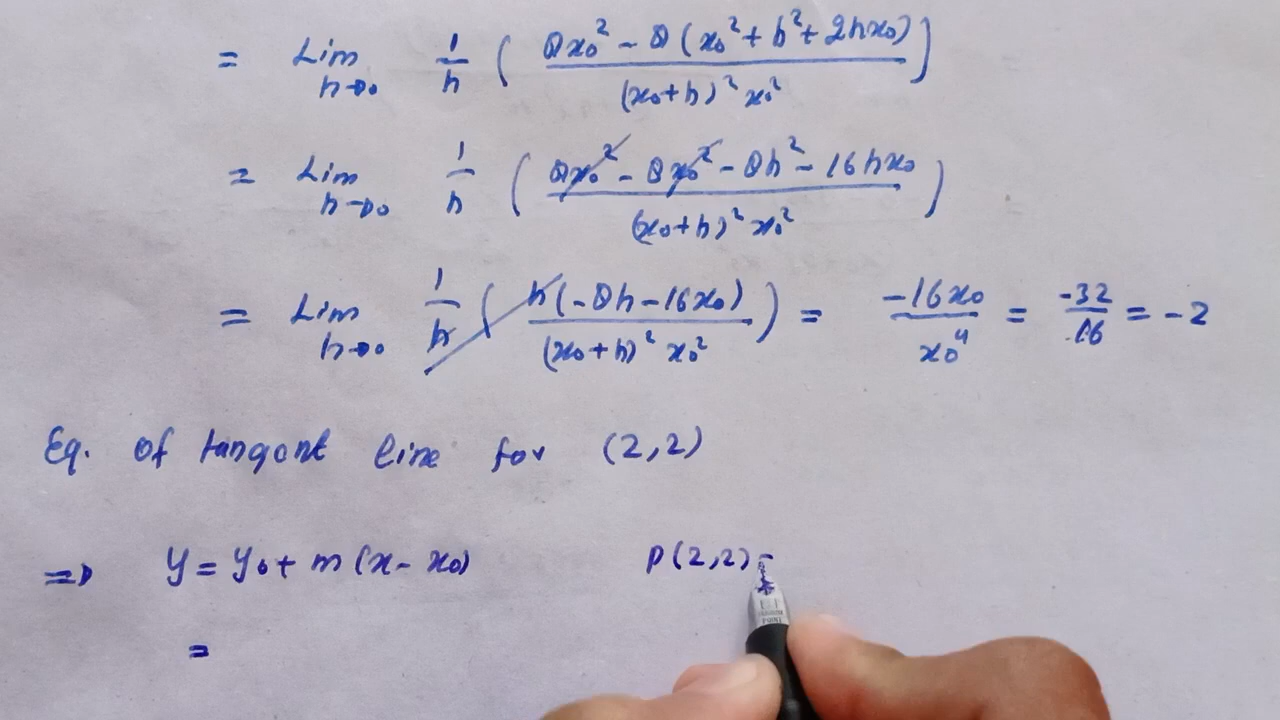 = Lim h→0 1/h ( (8x₀² - 8(x₀² + h² + 2hx₀)) / ((x₀+h)² x₀²) )
= Lim h→0 1/h ( (8x₀² - 8x₀² - 8h² - 16hx₀) / ((x₀+h)² x₀²) )
= Lim h→0 1/h ( h(-8h - 16x₀) / ((x₀+h)² x₀²) ) = -16x₀ / x₀⁴ = -32/16 = -2
Eq. of tangent line for (2,2)
⇒ y = y₀ + m(x - x₀) P(2,2) =
=